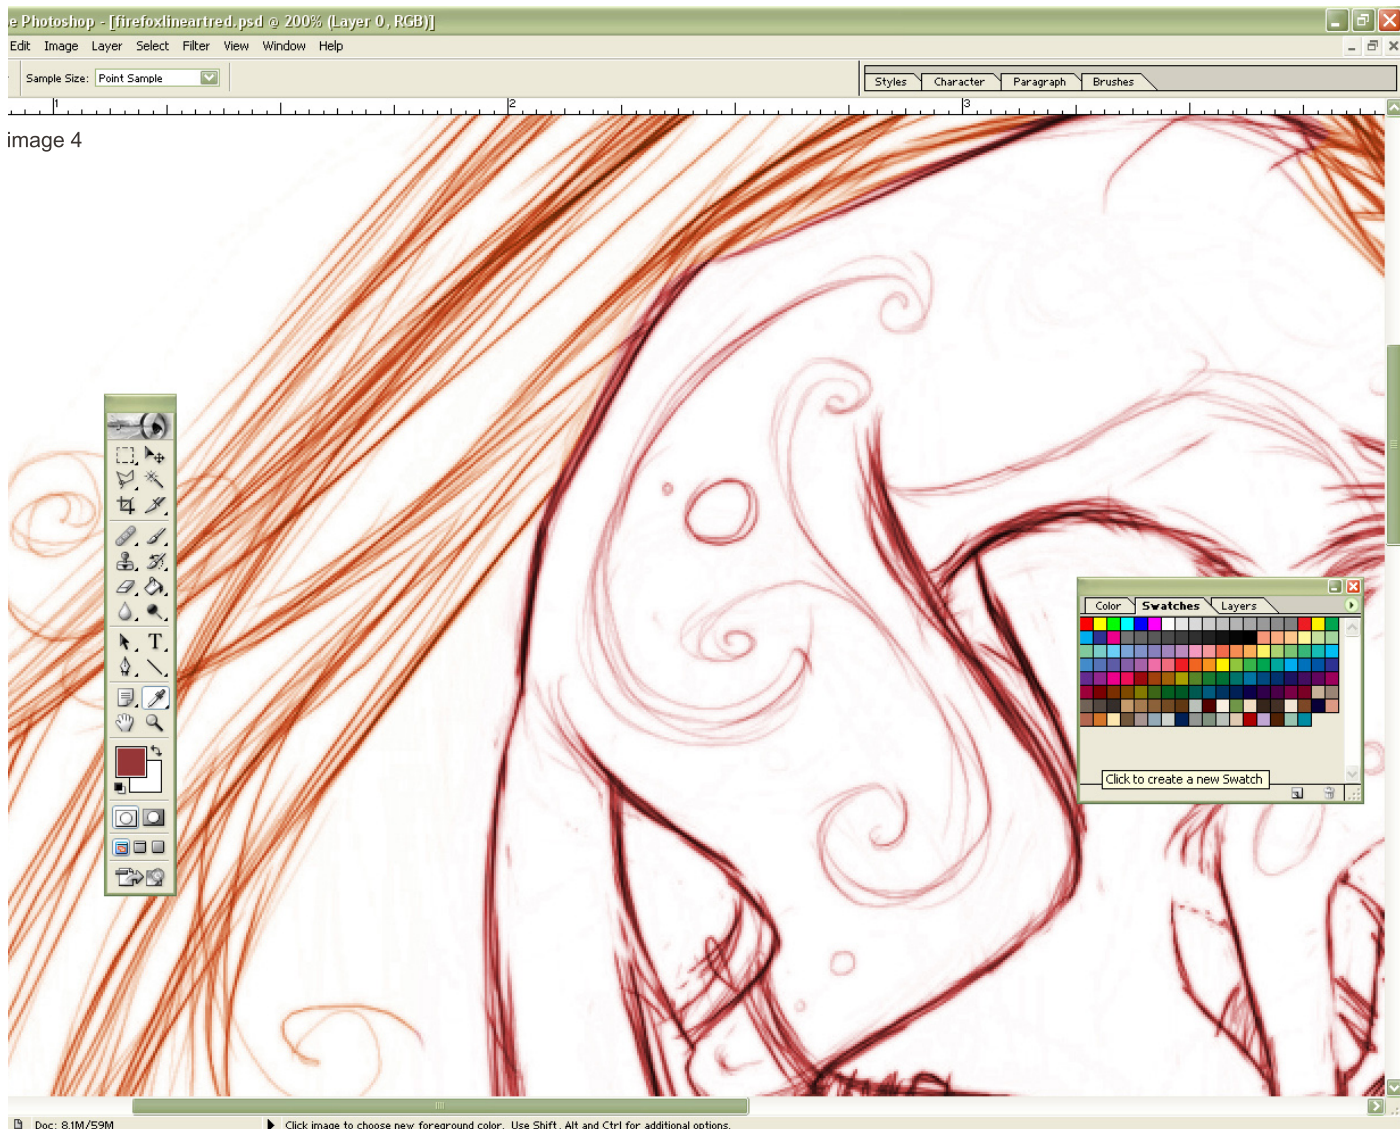 e Photoshop - [firefoxlineartred.psd @ 200% (Layer 0, RGB)]
Edit Image Layer Select Filter View Window Help
Sample Size: Point Sample
Styles Character Paragraph Brushes
1 2 3
image 4
T
Color Swatches Layers
Click to create a new Swatch
Doc: 8.1M/59M
Click image to choose new foreground color. Use Shift, Alt and Ctrl for additional options.